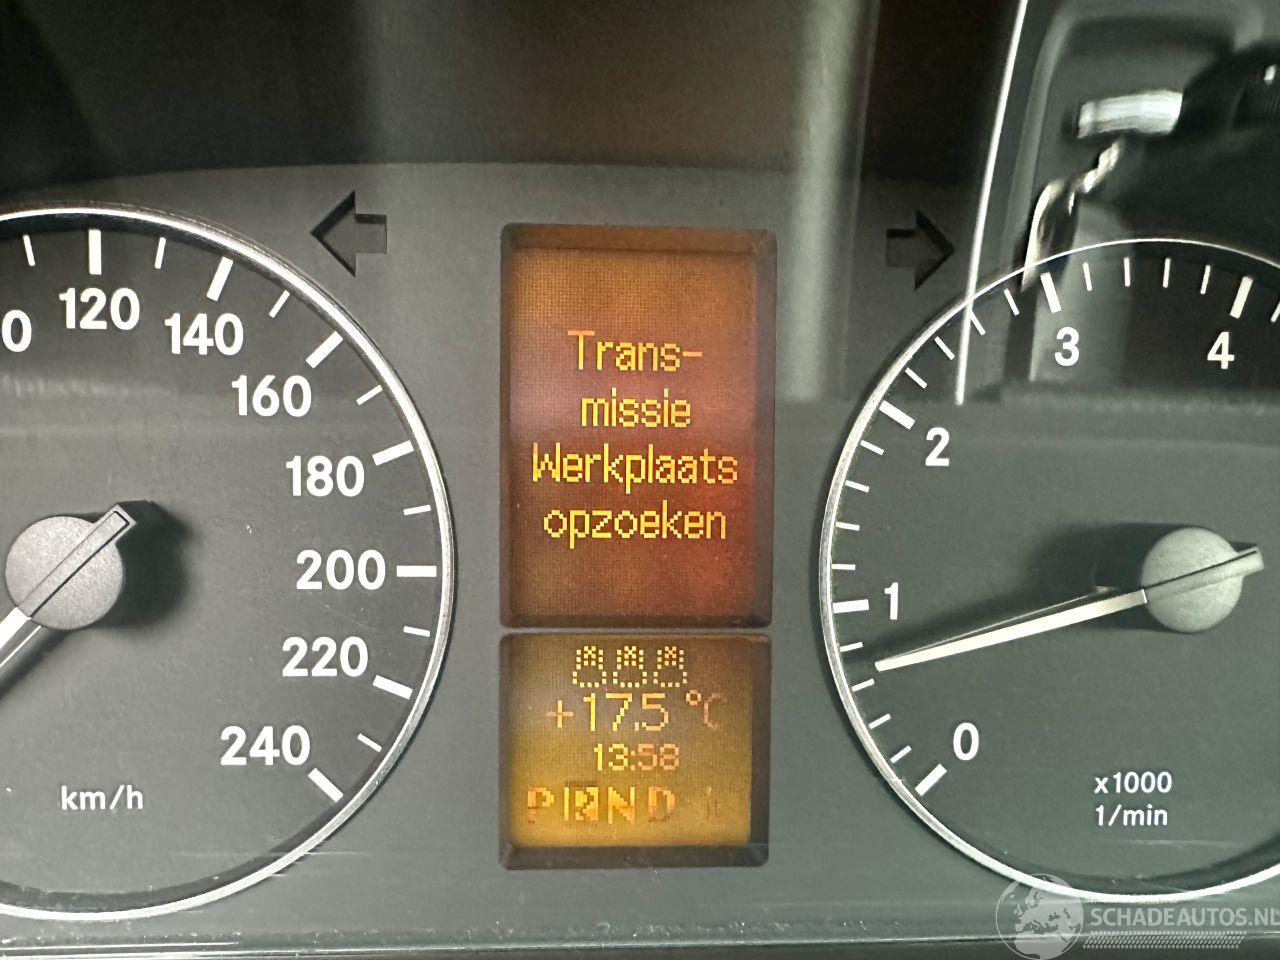 120
140
160
180
200
220
240
km/h
Trans-
missie
Werkplaats
opzoeken
+17,5 °C
13:58
P R N D
0
1
2
3
4
x1000
1/min
SCHADEAUTOS.NL